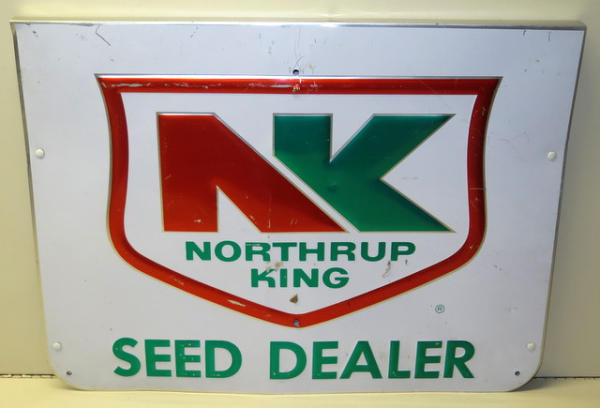 NK
NORTHRUP
KING
®
SEED DEALER